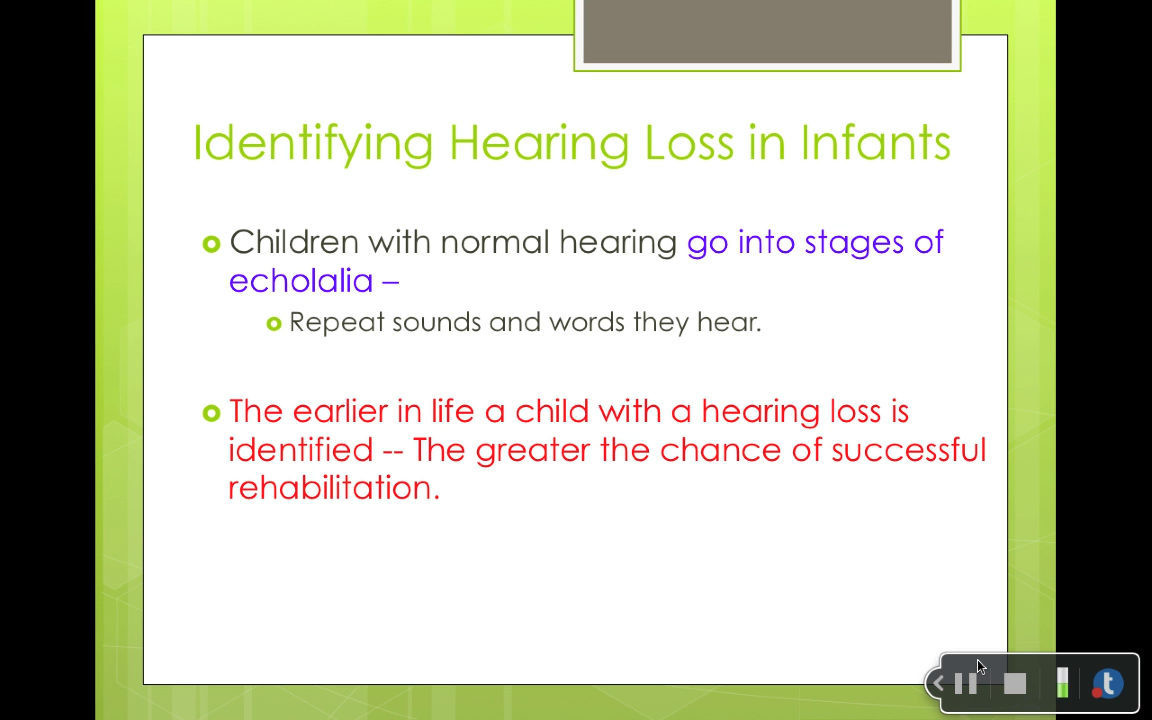 Identifying Hearing Loss in Infants
Children with normal hearing go into stages of
echolalia –
Repeat sounds and words they hear.
The earlier in life a child with a hearing loss is
identified -- The greater the chance of successful
rehabilitation.
t